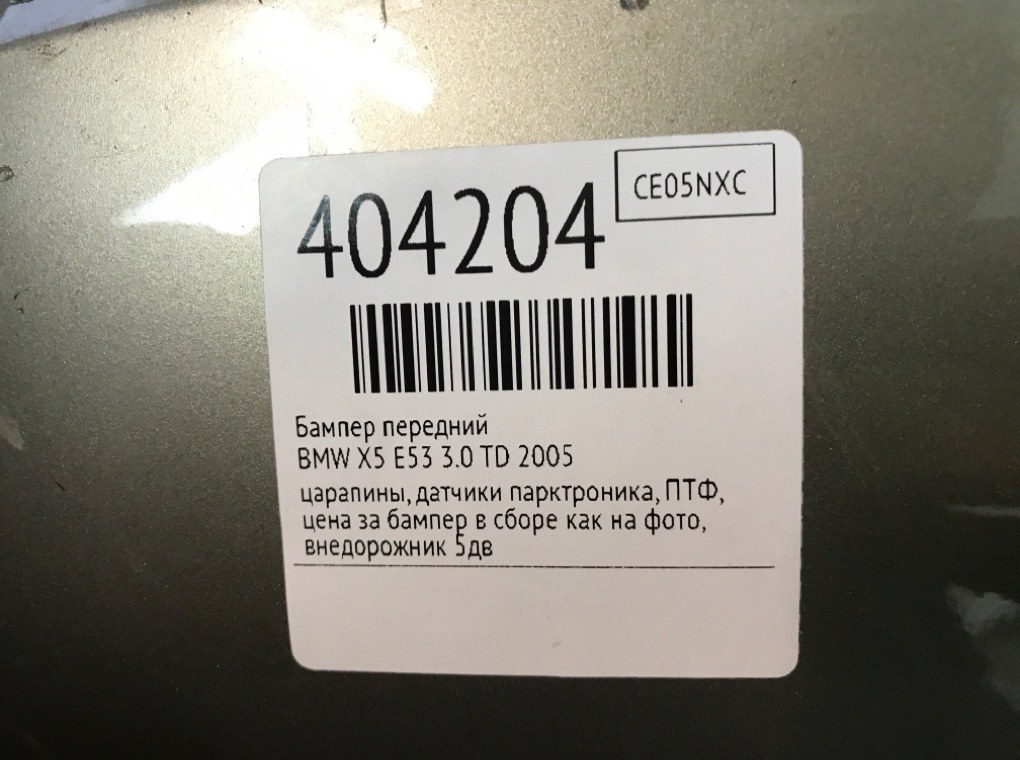 404204
CE05NXC
Бампер передний
BMW X5 E53 3.0 TD 2005
царапины, датчики парктроника, ПТФ,
цена за бампер в сборе как на фото,
внедорожник 5дв